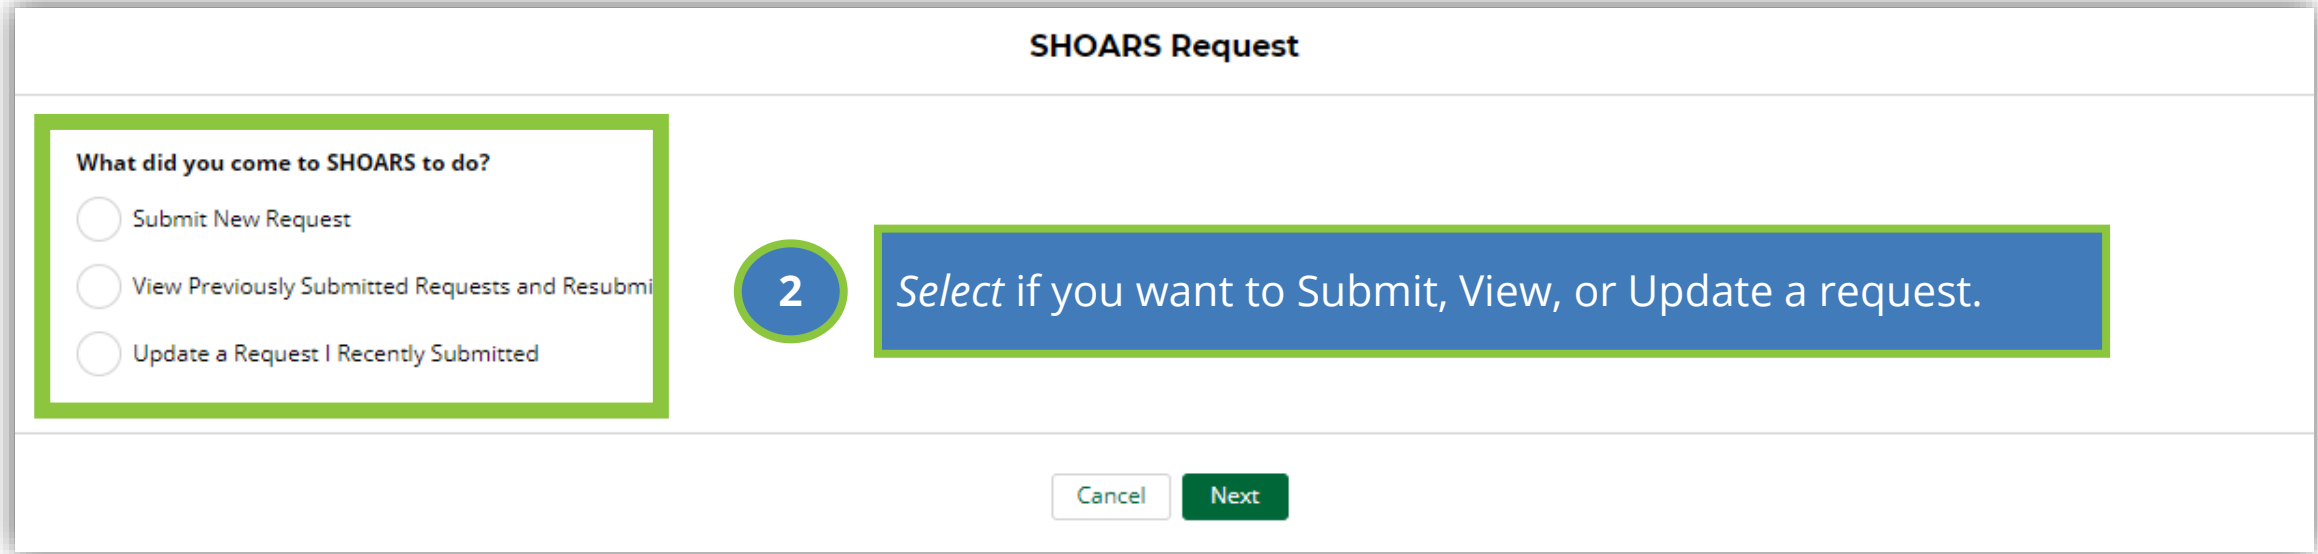 SHOARS Request
What did you come to SHOARS to do?
Submit New Request
View Previously Submitted Requests and Resubmi
Update a Request I Recently Submitted
2
Select if you want to Submit, View, or Update a request.
Cancel
Next